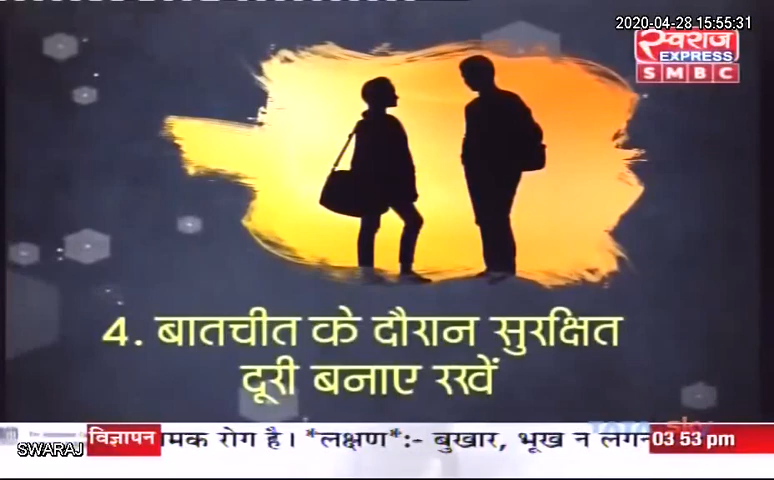 2020-04-28 15:55:31
स्वराज
EXPRESS
SMBC
4. बातचीत के दौरान सुरक्षित
दूरी बनाए रखें
SWARAJ
विज्ञापन
मक रोग है। *लक्षण*:- बुखार, भूख न लगन
03 53 pm